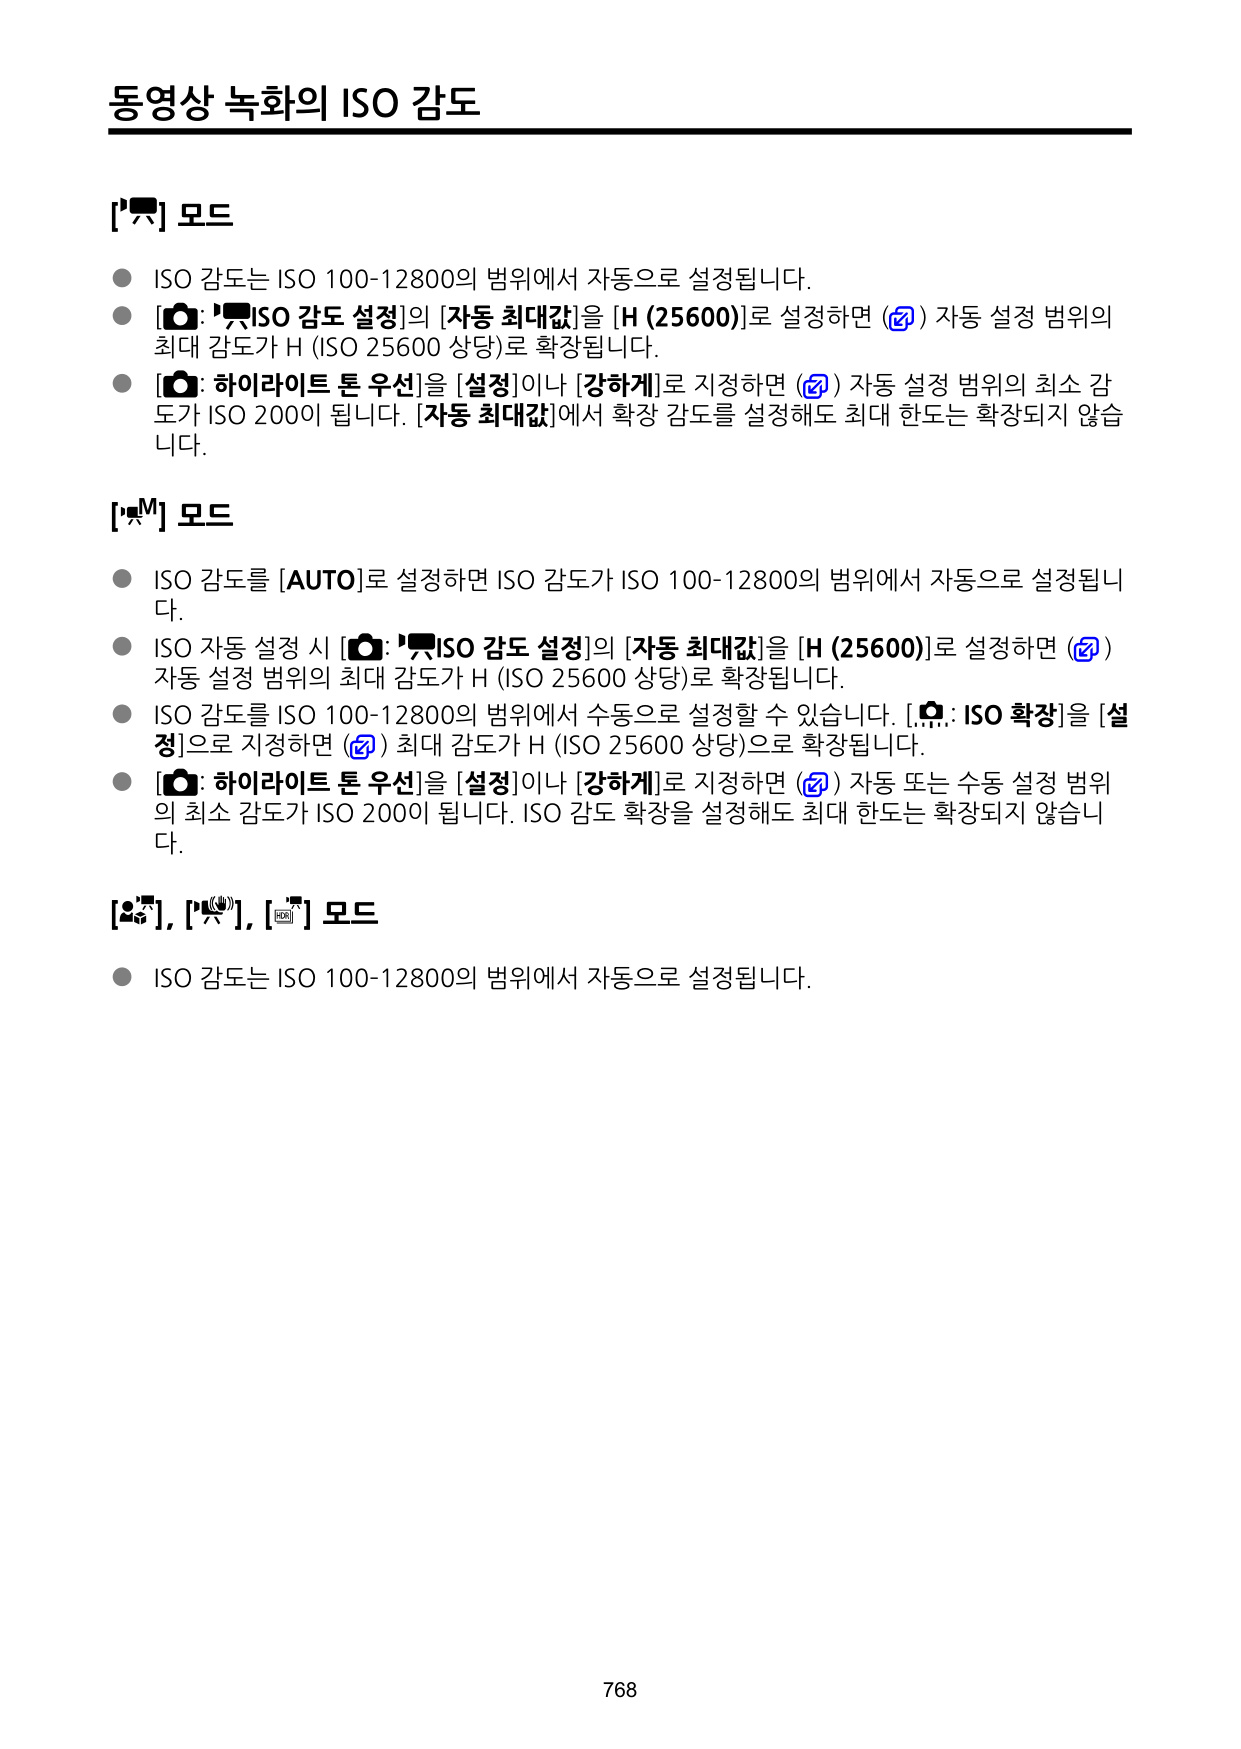 동영상 녹화의 ISO 감도
[] 모드
● ISO 감도는 ISO 100-12800의 범위에서 자동으로 설정됩니다.
● [: ISO 감도 설정]의 [자동 최대값]을 [H (25600)]로 설정하면 () 자동 설정 범위의
최대 감도가 H (ISO 25600 상당)로 확장됩니다.
● [: 하이라이트 톤 우선]을 [설정]이나 [강하게]로 지정하면 () 자동 설정 범위의 최소 감
도가 ISO 200이 됩니다. [자동 최대값]에서 확장 감도를 설정해도 최대 한도는 확장되지 않습
니다.
[M] 모드
● ISO 감도를 [AUTO]로 설정하면 ISO 감도가 ISO 100-12800의 범위에서 자동으로 설정됩니
다.
● ISO 자동 설정 시 [: ISO 감도 설정]의 [자동 최대값]을 [H (25600)]로 설정하면 ()
자동 설정 범위의 최대 감도가 H (ISO 25600 상당)로 확장됩니다.
● ISO 감도를 ISO 100-12800의 범위에서 수동으로 설정할 수 있습니다. [: ISO 확장]을 [설
정]으로 지정하면 () 최대 감도가 H (ISO 25600 상당)으로 확장됩니다.
● [: 하이라이트 톤 우선]을 [설정]이나 [강하게]로 지정하면 () 자동 또는 수동 설정 범위
의 최소 감도가 ISO 200이 됩니다. ISO 감도 확장을 설정해도 최대 한도는 확장되지 않습니
다.
[], [], [HDR] 모드
● ISO 감도는 ISO 100-12800의 범위에서 자동으로 설정됩니다.
768